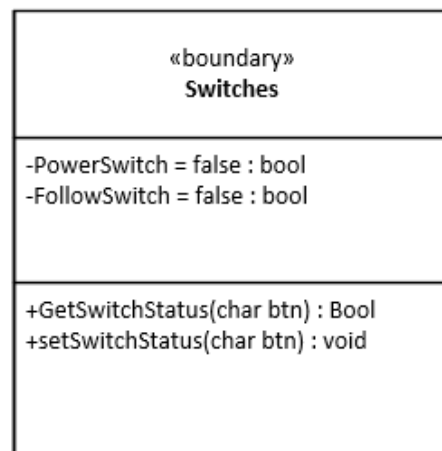 «boundary»
Switches
-PowerSwitch = false : bool
-FollowSwitch = false : bool
+GetSwitchStatus(char btn) : Bool
+setSwitchStatus(char btn) : void